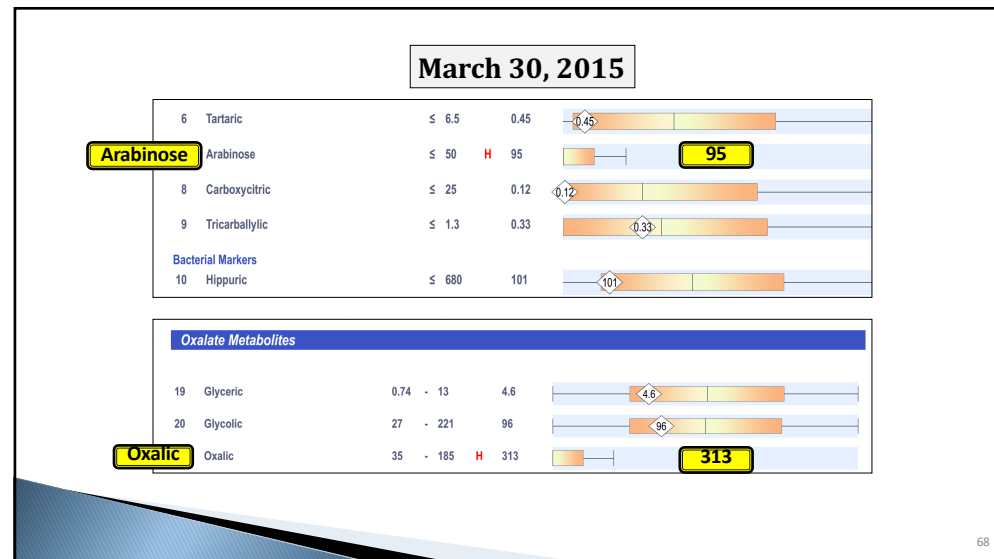 March 30, 2015
6 Tartaric ≤ 6.5 0.45 0.45
Arabinose Arabinose ≤ 50 H 95 95
8 Carboxycitric ≤ 25 0.12 0.12
9 Tricarballylic ≤ 1.3 0.33 0.33
Bacterial Markers
10 Hippuric ≤ 680 101 101
Oxalate Metabolites
19 Glyceric 0.74 - 13 4.6 4.6
20 Glycolic 27 - 221 96 96
Oxalic Oxalic 35 - 185 H 313 313
68